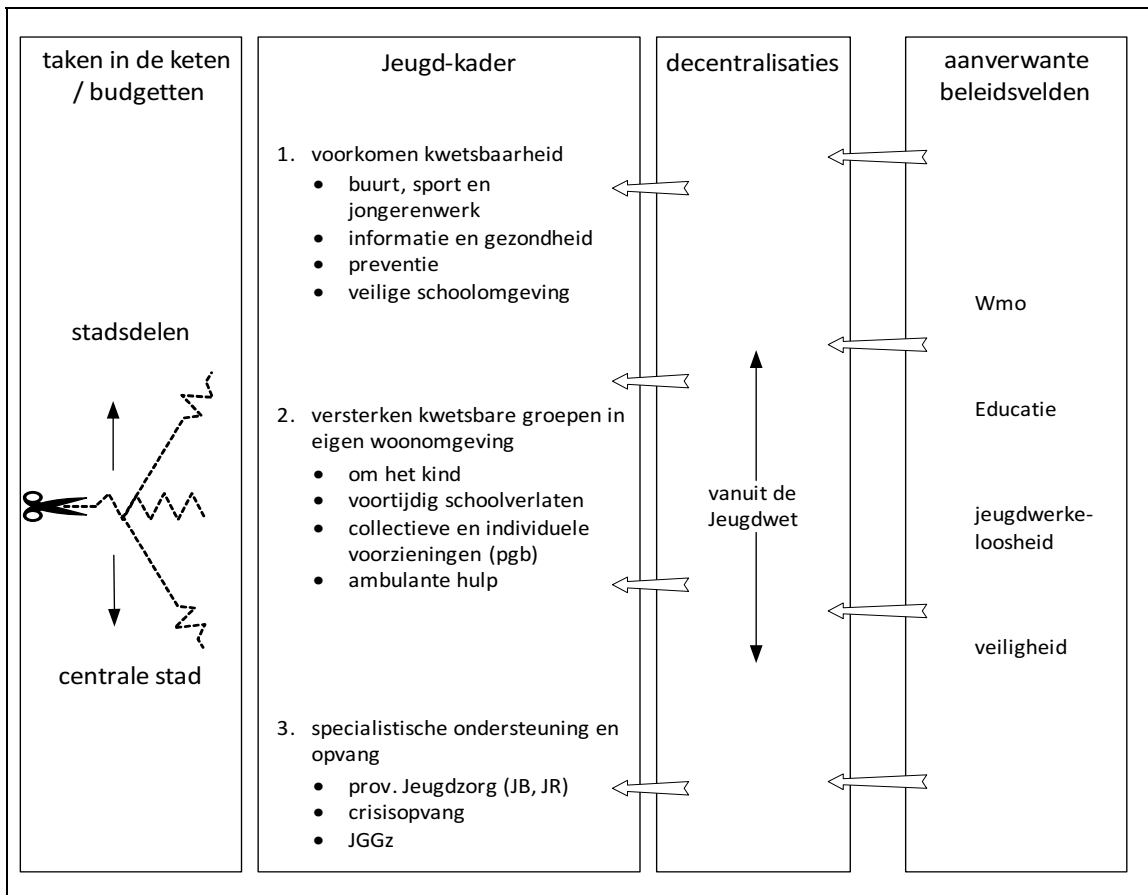 taken in de keten
/ budgetten
stadsdelen
centrale stad
Jeugd-kader
1. voorkomen kwetsbaarheid
• buurt, sport en
jongerenwerk
• informatie en gezondheid
• preventie
• veilige schoolomgeving
2. versterken kwetsbare groepen in
eigen woonomgeving
• om het kind
• voortijdig schoolverlaten
• collectieve en individuele
voorzieningen (pgb)
• ambulante hulp
3. specialistische ondersteuning en
opvang
• prov. Jeugdzorg (JB, JR)
• crisisopvang
• JGGz
decentralisaties
vanuit de
Jeugdwet
aanverwante
beleidsvelden
Wmo
Educatie
jeugdwerke-
loosheid
veiligheid